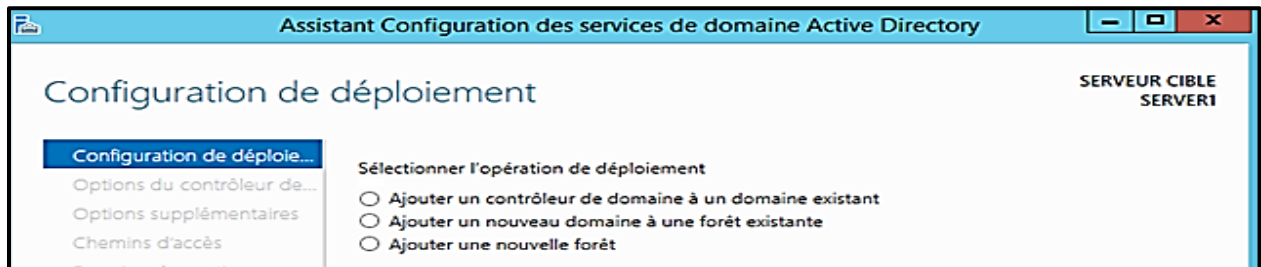 Assistant Configuration des services de domaine Active Directory
Configuration de déploiement
SERVEUR CIBLE
SERVER1
Configuration de déploie...
Options du contrôleur de...
Options supplémentaires
Chemins d'accès
Sélectionner l'opération de déploiement
Ajouter un contrôleur de domaine à un domaine existant
Ajouter un nouveau domaine à une forêt existante
Ajouter une nouvelle forêt